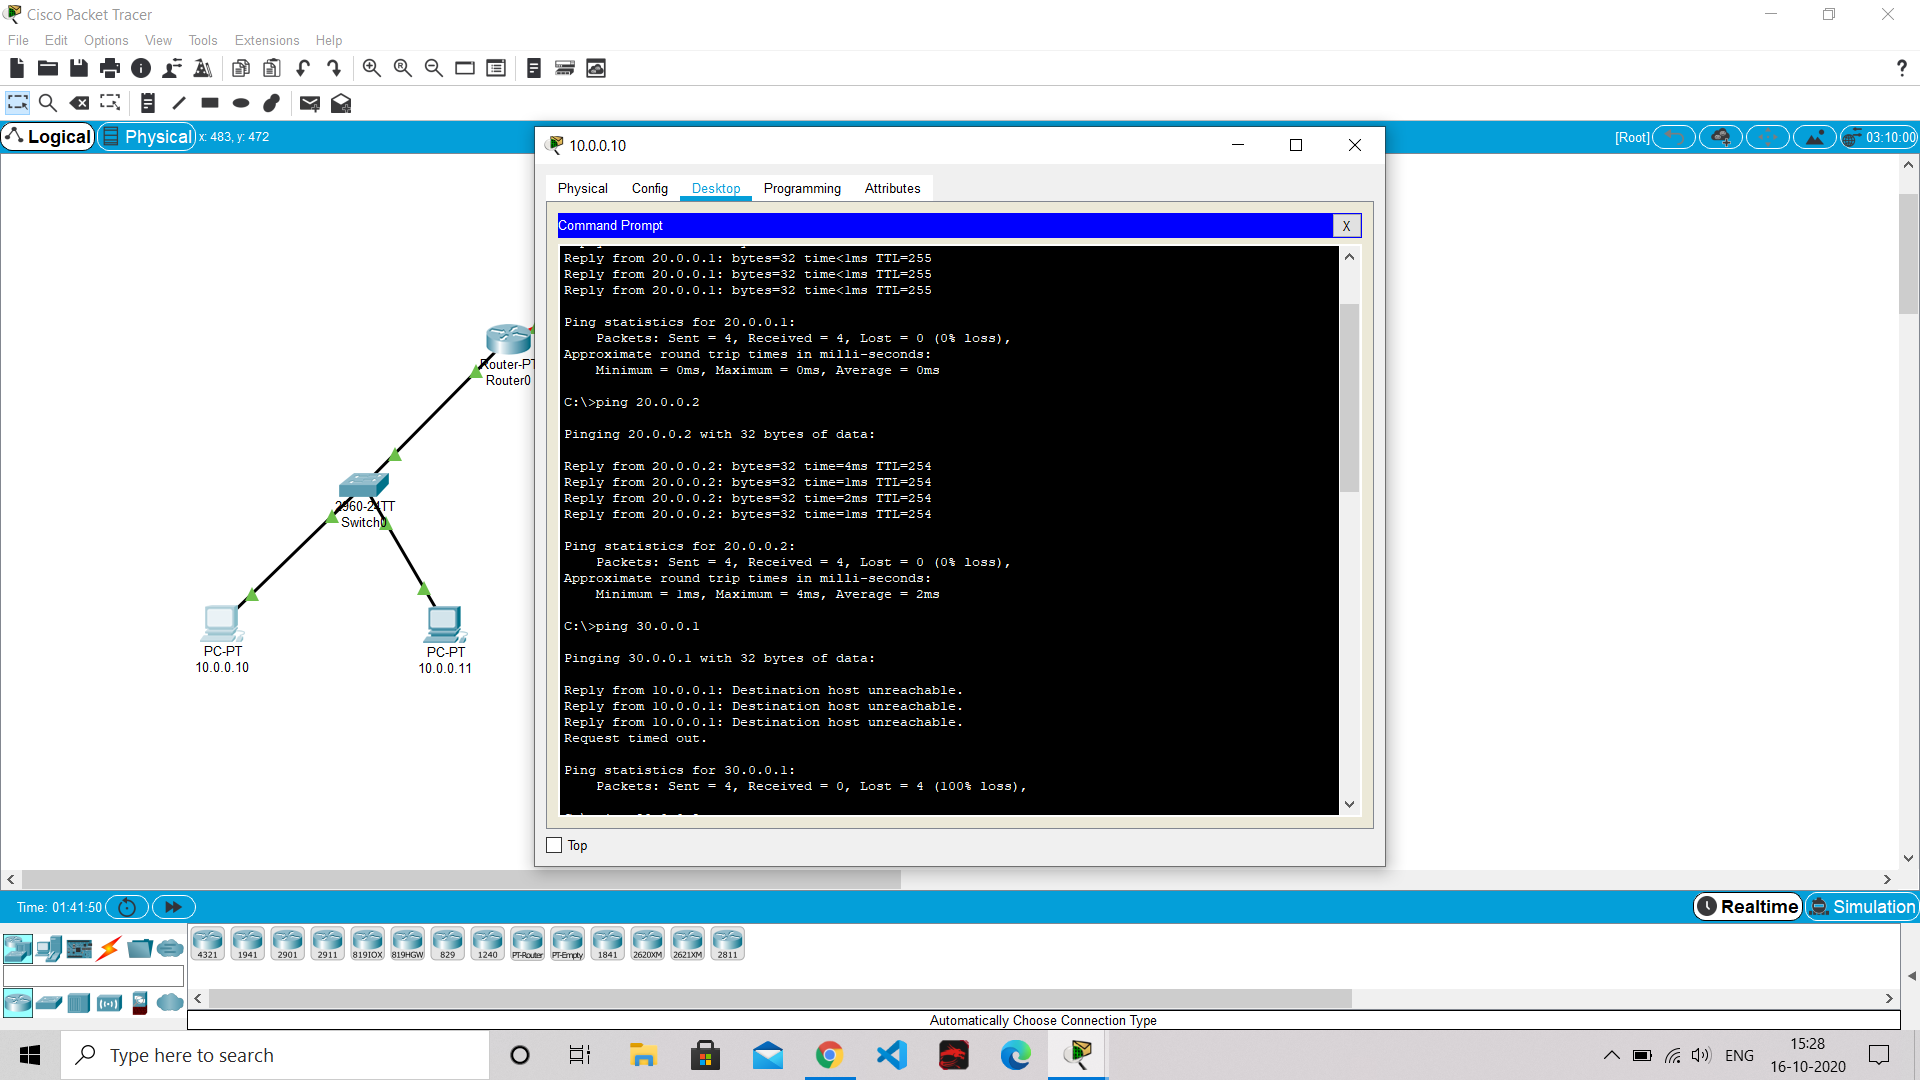 Cisco Packet Tracer
File Edit Options View Tools Extensions Help
?
Logical Physical x: 483, y: 472
[Root] 03:10:00
10.0.0.10
Physical Config Desktop Programming Attributes
Command Prompt X
Reply from 20.0.0.1: bytes=32 time<1ms TTL=255
Reply from 20.0.0.1: bytes=32 time<1ms TTL=255
Reply from 20.0.0.1: bytes=32 time<1ms TTL=255
Ping statistics for 20.0.0.1:
Packets: Sent = 4, Received = 4, Lost = 0 (0% loss),
Approximate round trip times in milli-seconds:
Minimum = 0ms, Maximum = 0ms, Average = 0ms
C:\>ping 20.0.0.2
Pinging 20.0.0.2 with 32 bytes of data:
Reply from 20.0.0.2: bytes=32 time=4ms TTL=254
Reply from 20.0.0.2: bytes=32 time=1ms TTL=254
Reply from 20.0.0.2: bytes=32 time=2ms TTL=254
Reply from 20.0.0.2: bytes=32 time=1ms TTL=254
Ping statistics for 20.0.0.2:
Packets: Sent = 4, Received = 4, Lost = 0 (0% loss),
Approximate round trip times in milli-seconds:
Minimum = 1ms, Maximum = 4ms, Average = 2ms
C:\>ping 30.0.0.1
Pinging 30.0.0.1 with 32 bytes of data:
Reply from 10.0.0.1: Destination host unreachable.
Reply from 10.0.0.1: Destination host unreachable.
Reply from 10.0.0.1: Destination host unreachable.
Request timed out.
Ping statistics for 30.0.0.1:
Packets: Sent = 4, Received = 0, Lost = 4 (100% loss),
Top
Router-PT
Router0
2960-24TT
Switch0
PC-PT
10.0.0.10
PC-PT
10.0.0.11
Time: 01:41:50
Realtime Simulation
4321 1941 2901 2911 819IOX 819HGW 829 1240 PT-Router PT-Empty 1841 2620XM 2621XM 2811
Automatically Choose Connection Type
Type here to search
ENG
15:28
16-10-2020